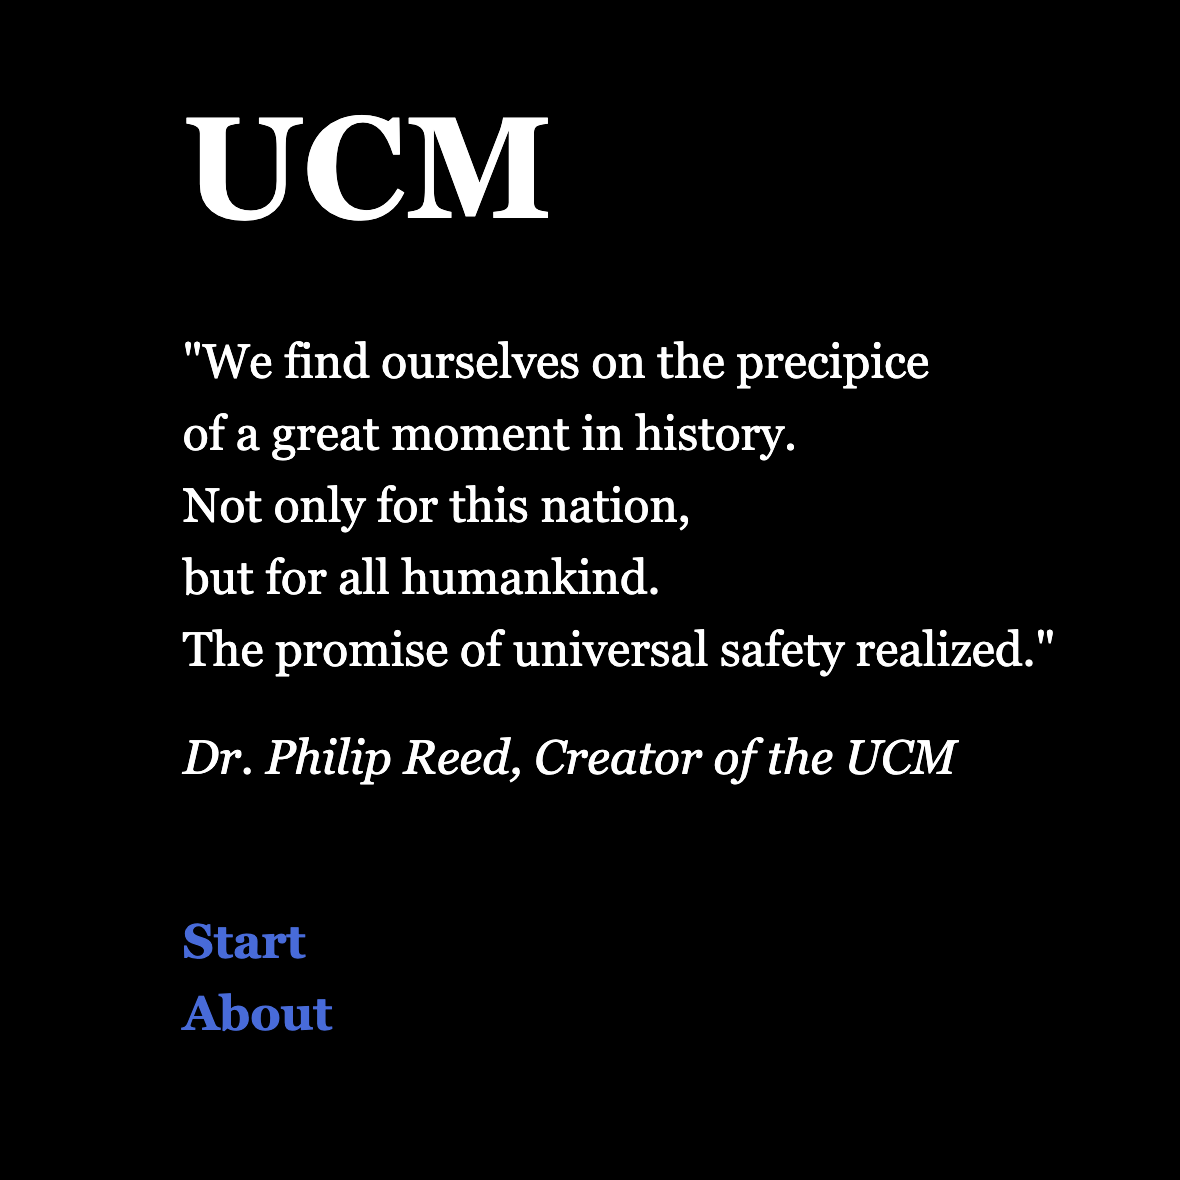 UCM
"We find ourselves on the precipice
of a great moment in history.
Not only for this nation,
but for all humankind.
The promise of universal safety realized."
Dr. Philip Reed, Creator of the UCM
Start
About